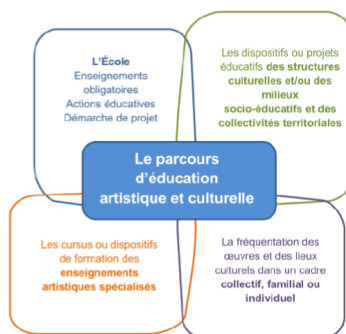 L'École
Enseignements
obligatoires
Actions éducatives
Démarche de projet
Les dispositifs ou projets
éducatifs des structures
culturelles et/ou des
milieux
socio-éducatifs et des
collectivités territoriales
Le parcours
d'éducation
artistique et culturelle
Les cursus ou dispositifs
de formation des
enseignements
artistiques spécialisés
La fréquentation des
œuvres et des lieux
culturels dans un cadre
collectif, familial ou
individuel